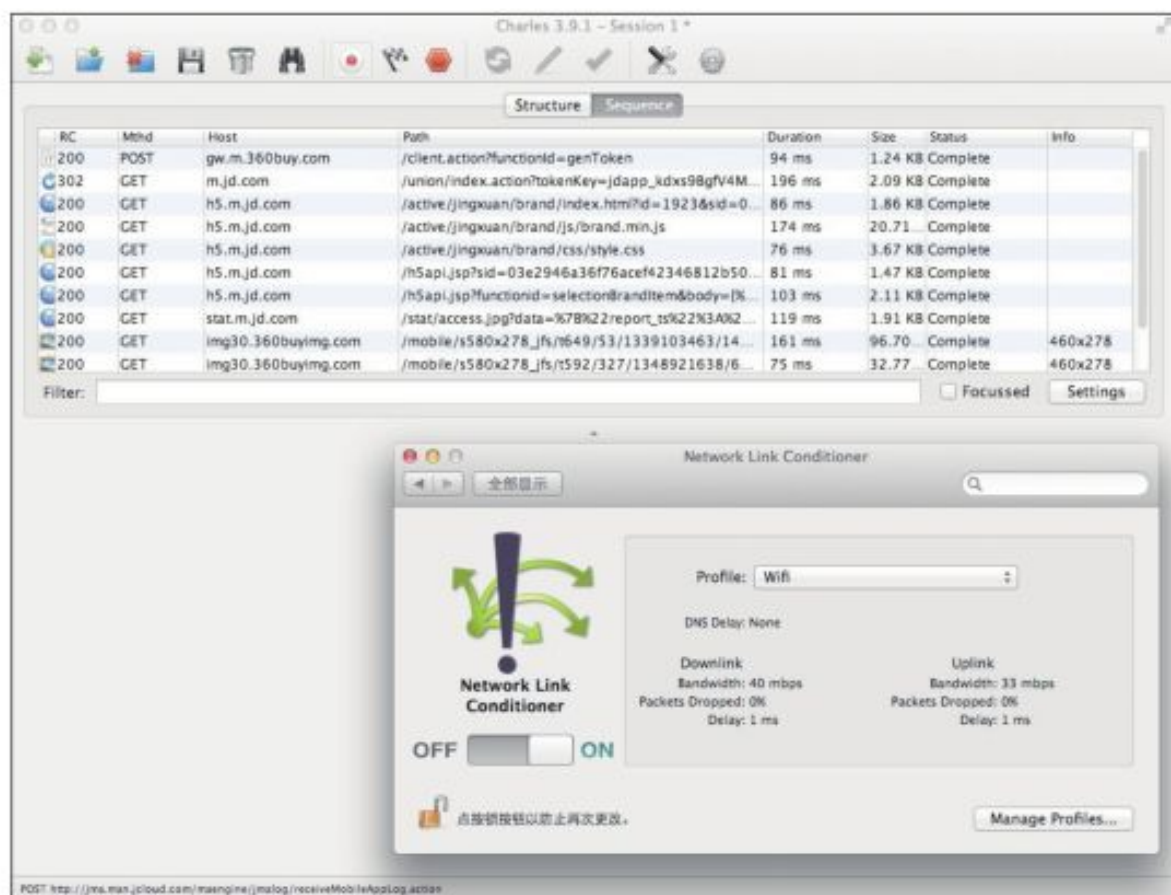 Charles 3.9.1 – Session 1 *
Structure Sequence
RC Mthd Host Path Duration Size Status Info
200 POST gw.m.360buy.com /client.action?functionId=genToken 94 ms 1.24 KB Complete
302 GET m.jd.com /union/index.action?tokenKey=jdapp_kdxs9BgfV4M... 196 ms 2.09 KB Complete
200 GET h5.m.jd.com /active/jingxuan/brand/index.html?id=1923&sid=0... 86 ms 1.86 KB Complete
200 GET h5.m.jd.com /active/jingxuan/brand/js/brand.min.js 174 ms 20.71... Complete
200 GET h5.m.jd.com /active/jingxuan/brand/css/style.css 76 ms 3.67 KB Complete
200 GET h5.m.jd.com /h5api.jsp?sid=03e2946a36f76acef42346812b50... 81 ms 1.47 KB Complete
200 GET h5.m.jd.com /h5api.jsp?functionid=selectionBrandItem&body={%... 103 ms 2.11 KB Complete
200 GET stat.m.jd.com /stat/access.jpg?data=%7B%22report_ts%22%3A%2... 119 ms 1.91 KB Complete
200 GET img30.360buyimg.com /mobile/s580x278_jfs/t649/53/1339103463/14... 161 ms 96.70... Complete 460x278
200 GET img30.360buyimg.com /mobile/s580x278_jfs/t592/327/1348921638/6... 75 ms 32.77... Complete 460x278
Filter: Focussed Settings
Network Link Conditioner
全部显示
Profile: Wifi
DNS Delay: None
Downlink Uplink
Bandwidth: 40 mbps Bandwidth: 33 mbps
Packets Dropped: 0% Packets Dropped: 0%
Delay: 1 ms Delay: 1 ms
Network Link
Conditioner
OFF ON
点按锁按钮以防止再次更改。
Manage Profiles...
POST http://jms.man.jcloud.com/maengine/jmalog/receiveMobileAppLog.action